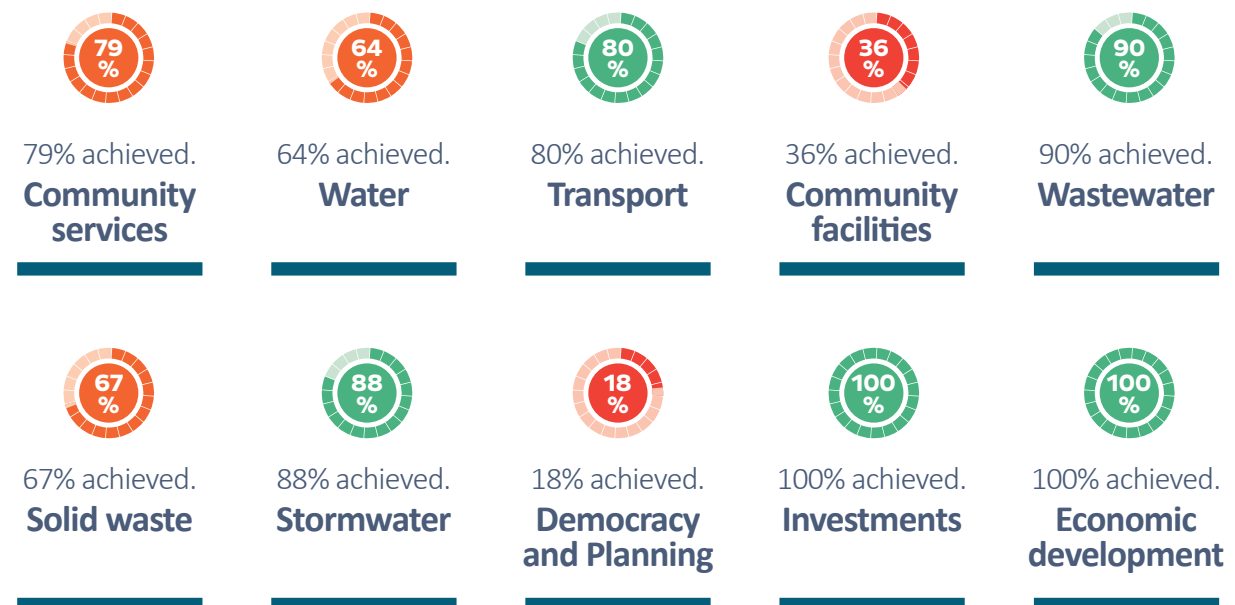 79
%
79% achieved.
Community
services
64
%
64% achieved.
Water
80
%
80% achieved.
Transport
36
%
36% achieved.
Community
facilities
90
%
90% achieved.
Wastewater
67
%
67% achieved.
Solid waste
88
%
88% achieved.
Stormwater
18
%
18% achieved.
Democracy
and Planning
100
%
100% achieved.
Investments
100
%
100% achieved.
Economic
development